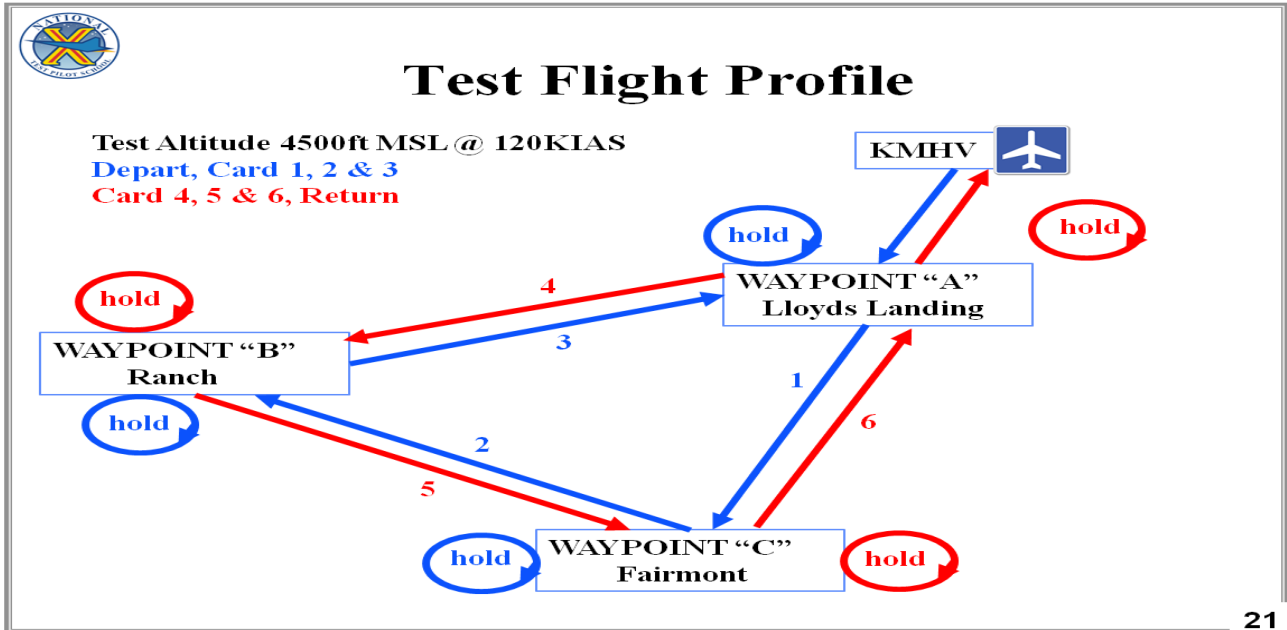 NATIONAL
X
TEST PILOT SCHOOL
Test Flight Profile
Test Altitude 4500ft MSL @ 120KIAS
Depart, Card 1, 2 & 3
Card 4, 5 & 6, Return
KMHV
hold
hold
WAYPOINT “A”
Lloyds Landing
hold
4
3
WAYPOINT “B”
Ranch
hold
1
6
2
5
WAYPOINT “C”
Fairmont
hold
hold
21